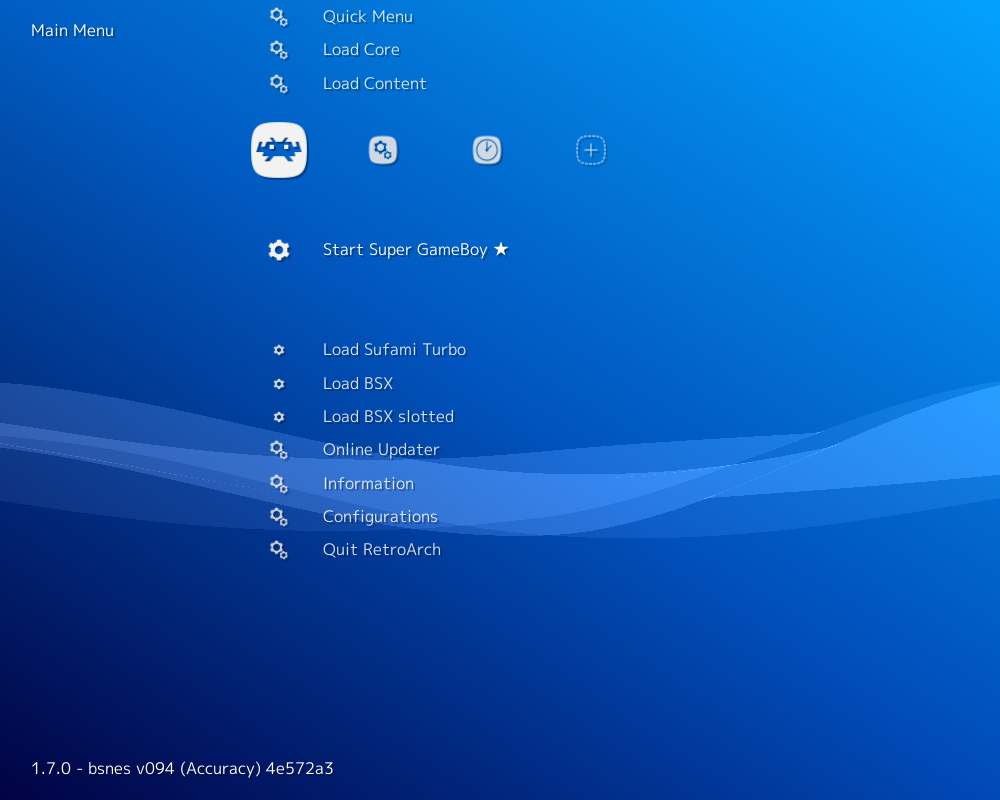 Quick Menu
Main Menu
Load Core
Load Content
Start Super GameBoy ★
Load Sufami Turbo
Load BSX
Load BSX slotted
Online Updater
Information
Configurations
Quit RetroArch
1.7.0 - bsnes v094 (Accuracy) 4e572a3